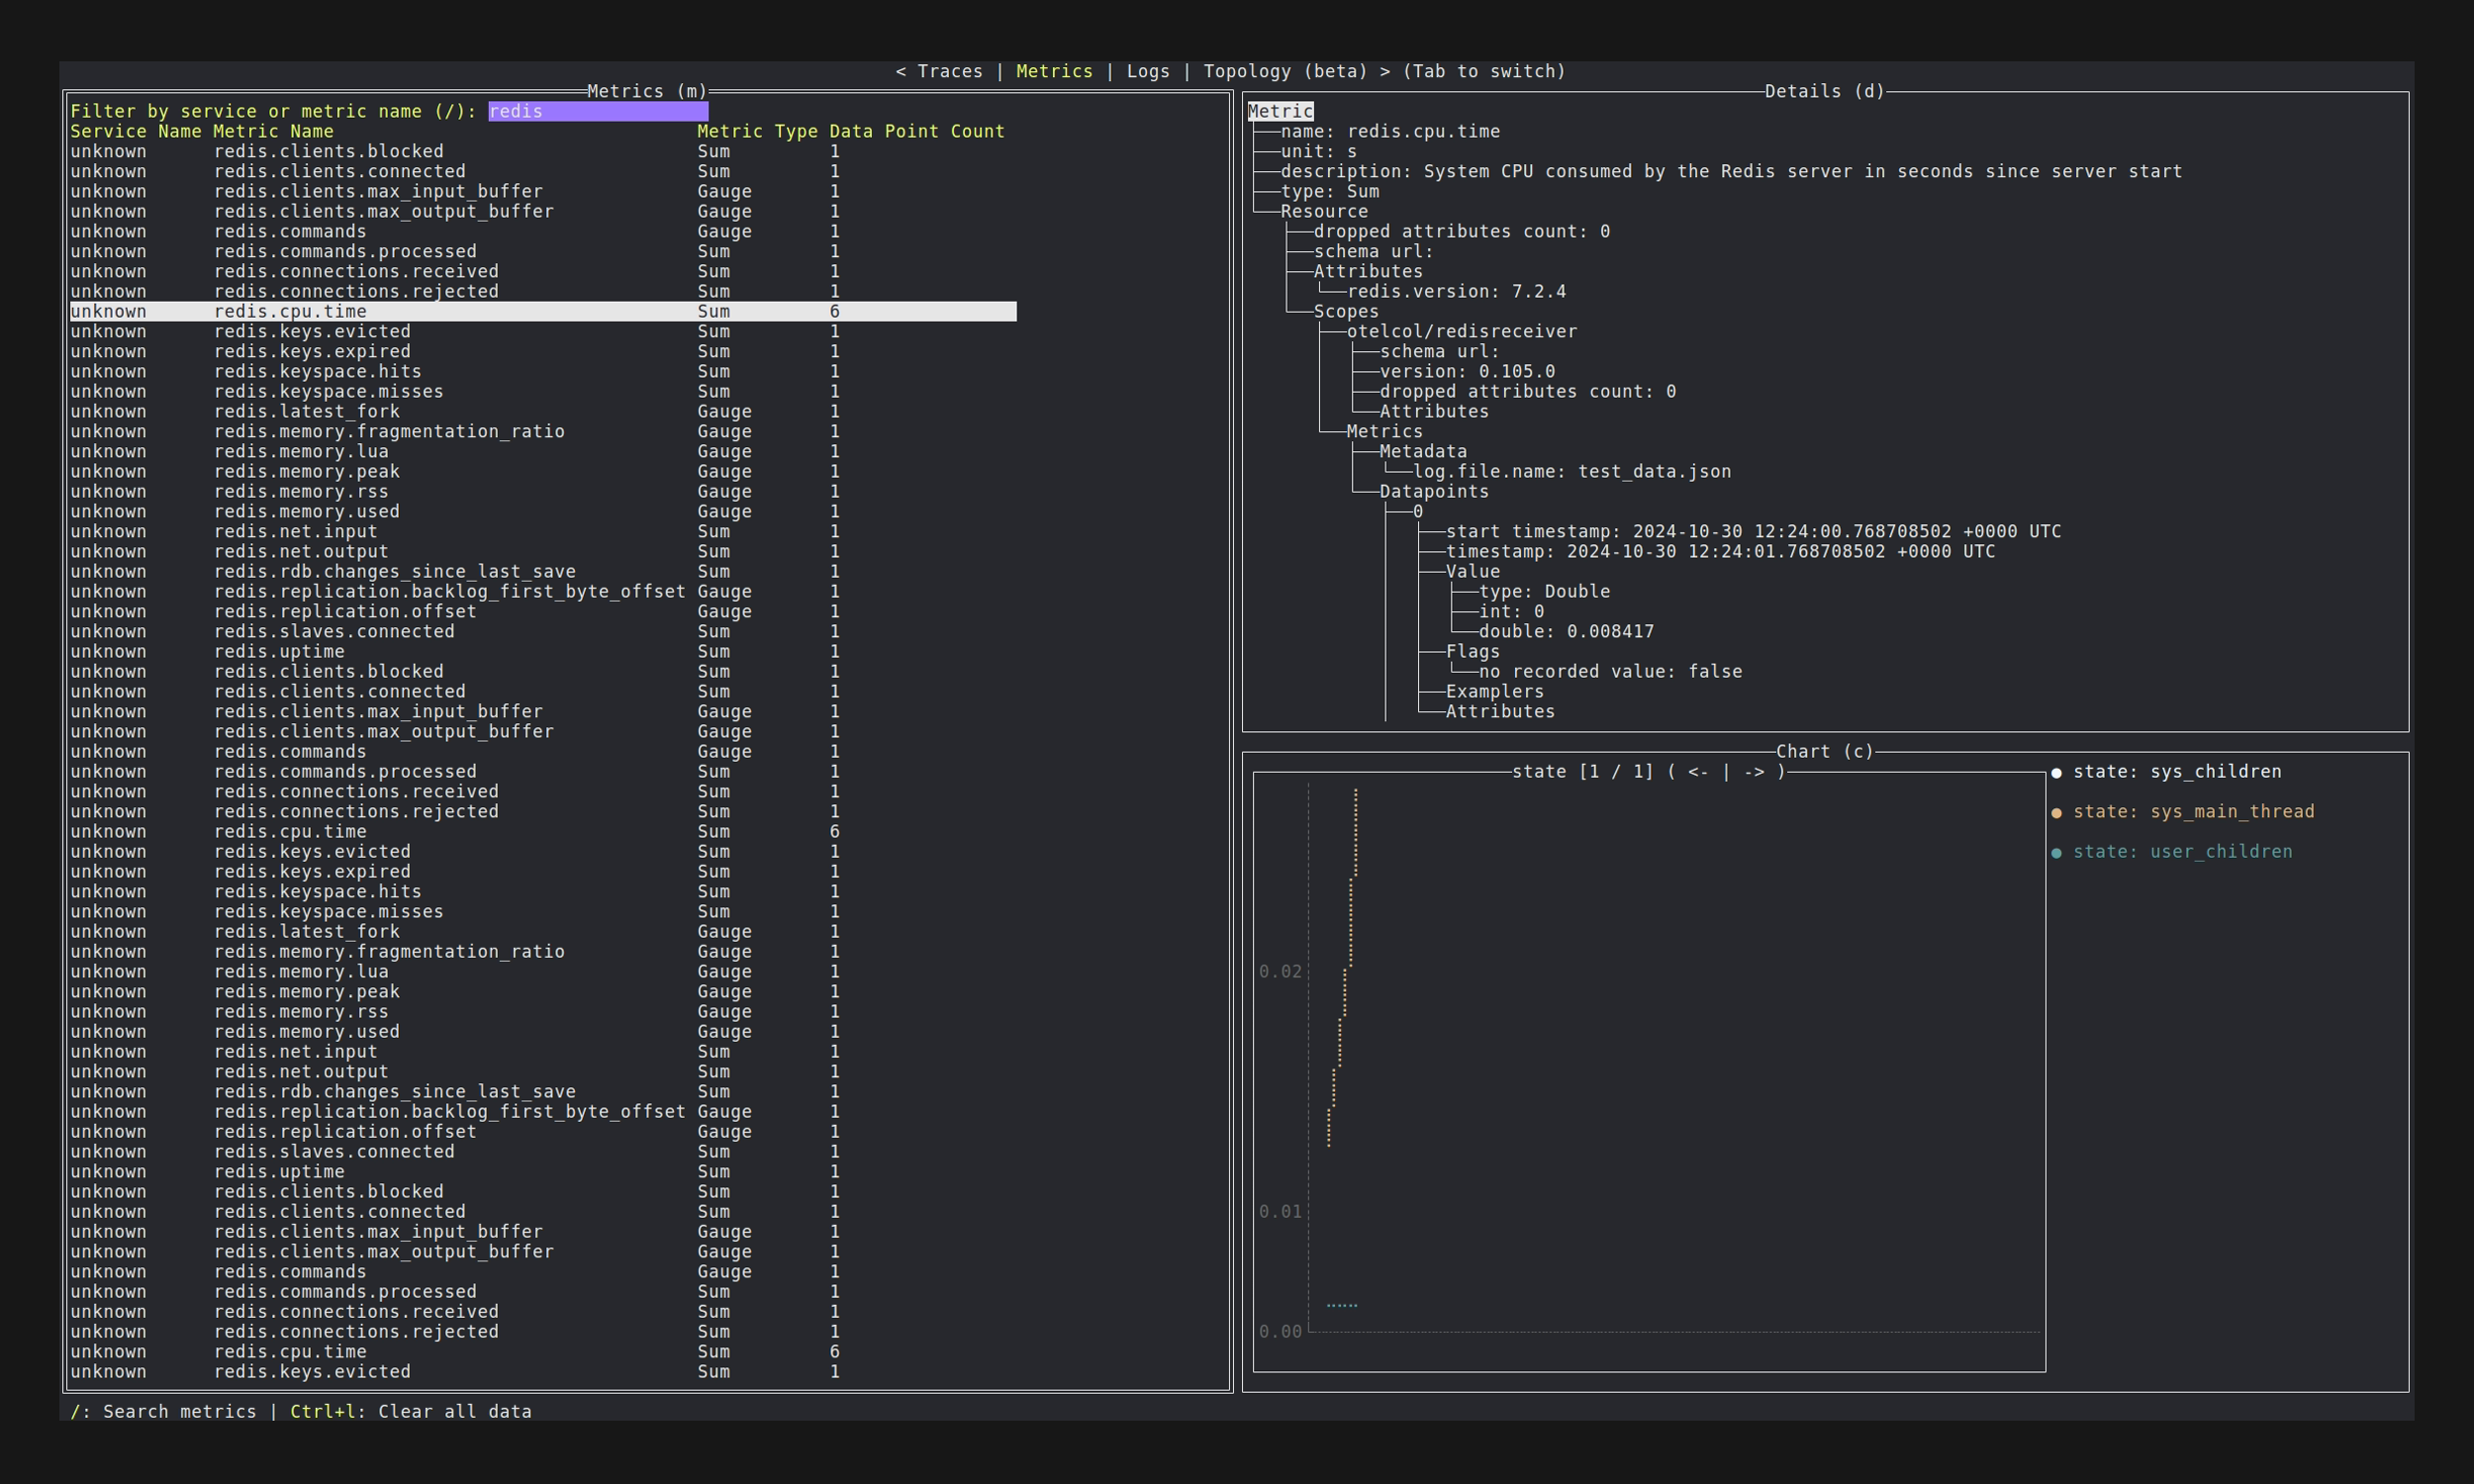 < Traces | Metrics | Logs | Topology (beta) > (Tab to switch)
Metrics (m)
Filter by service or metric name (/): redis
Service Name Metric Name Metric Type Data Point Count
unknown redis.clients.blocked Sum 1
unknown redis.clients.connected Sum 1
unknown redis.clients.max_input_buffer Gauge 1
unknown redis.clients.max_output_buffer Gauge 1
unknown redis.commands Gauge 1
unknown redis.commands.processed Sum 1
unknown redis.connections.received Sum 1
unknown redis.connections.rejected Sum 1
unknown redis.cpu.time Sum 6
unknown redis.keys.evicted Sum 1
unknown redis.keys.expired Sum 1
unknown redis.keyspace.hits Sum 1
unknown redis.keyspace.misses Sum 1
unknown redis.latest_fork Gauge 1
unknown redis.memory.fragmentation_ratio Gauge 1
unknown redis.memory.lua Gauge 1
unknown redis.memory.peak Gauge 1
unknown redis.memory.rss Gauge 1
unknown redis.memory.used Gauge 1
unknown redis.net.input Sum 1
unknown redis.net.output Sum 1
unknown redis.rdb.changes_since_last_save Sum 1
unknown redis.replication.backlog_first_byte_offset Gauge 1
unknown redis.replication.offset Gauge 1
unknown redis.slaves.connected Sum 1
unknown redis.uptime Sum 1
unknown redis.clients.blocked Sum 1
unknown redis.clients.connected Sum 1
unknown redis.clients.max_input_buffer Gauge 1
unknown redis.clients.max_output_buffer Gauge 1
unknown redis.commands Gauge 1
unknown redis.commands.processed Sum 1
unknown redis.connections.received Sum 1
unknown redis.connections.rejected Sum 1
unknown redis.cpu.time Sum 6
unknown redis.keys.evicted Sum 1
unknown redis.keys.expired Sum 1
unknown redis.keyspace.hits Sum 1
unknown redis.keyspace.misses Sum 1
unknown redis.latest_fork Gauge 1
unknown redis.memory.fragmentation_ratio Gauge 1
unknown redis.memory.lua Gauge 1
unknown redis.memory.peak Gauge 1
unknown redis.memory.rss Gauge 1
unknown redis.memory.used Gauge 1
unknown redis.net.input Sum 1
unknown redis.net.output Sum 1
unknown redis.rdb.changes_since_last_save Sum 1
unknown redis.replication.backlog_first_byte_offset Gauge 1
unknown redis.replication.offset Gauge 1
unknown redis.slaves.connected Sum 1
unknown redis.uptime Sum 1
unknown redis.clients.blocked Sum 1
unknown redis.clients.connected Sum 1
unknown redis.clients.max_input_buffer Gauge 1
unknown redis.clients.max_output_buffer Gauge 1
unknown redis.commands Gauge 1
unknown redis.commands.processed Sum 1
unknown redis.connections.received Sum 1
unknown redis.connections.rejected Sum 1
unknown redis.cpu.time Sum 6
unknown redis.keys.evicted Sum 1
Details (d)
Metric
name: redis.cpu.time
unit: s
description: System CPU consumed by the Redis server in seconds since server start
type: Sum
Resource
dropped attributes count: 0
schema url:
Attributes
redis.version: 7.2.4
Scopes
otelcol/redisreceiver
schema url:
version: 0.105.0
dropped attributes count: 0
Attributes
Metrics
Metadata
log.file.name: test_data.json
Datapoints
0
start timestamp: 2024-10-30 12:24:00.768708502 +0000 UTC
timestamp: 2024-10-30 12:24:01.768708502 +0000 UTC
Value
type: Double
int: 0
double: 0.008417
Flags
no recorded value: false
Examplers
Attributes
Chart (c)
state [1 / 1] ( <- | -> )
● state: sys_children
● state: sys_main_thread
● state: user_children
0.02
0.01
0.00
/: Search metrics | Ctrl+l: Clear all data